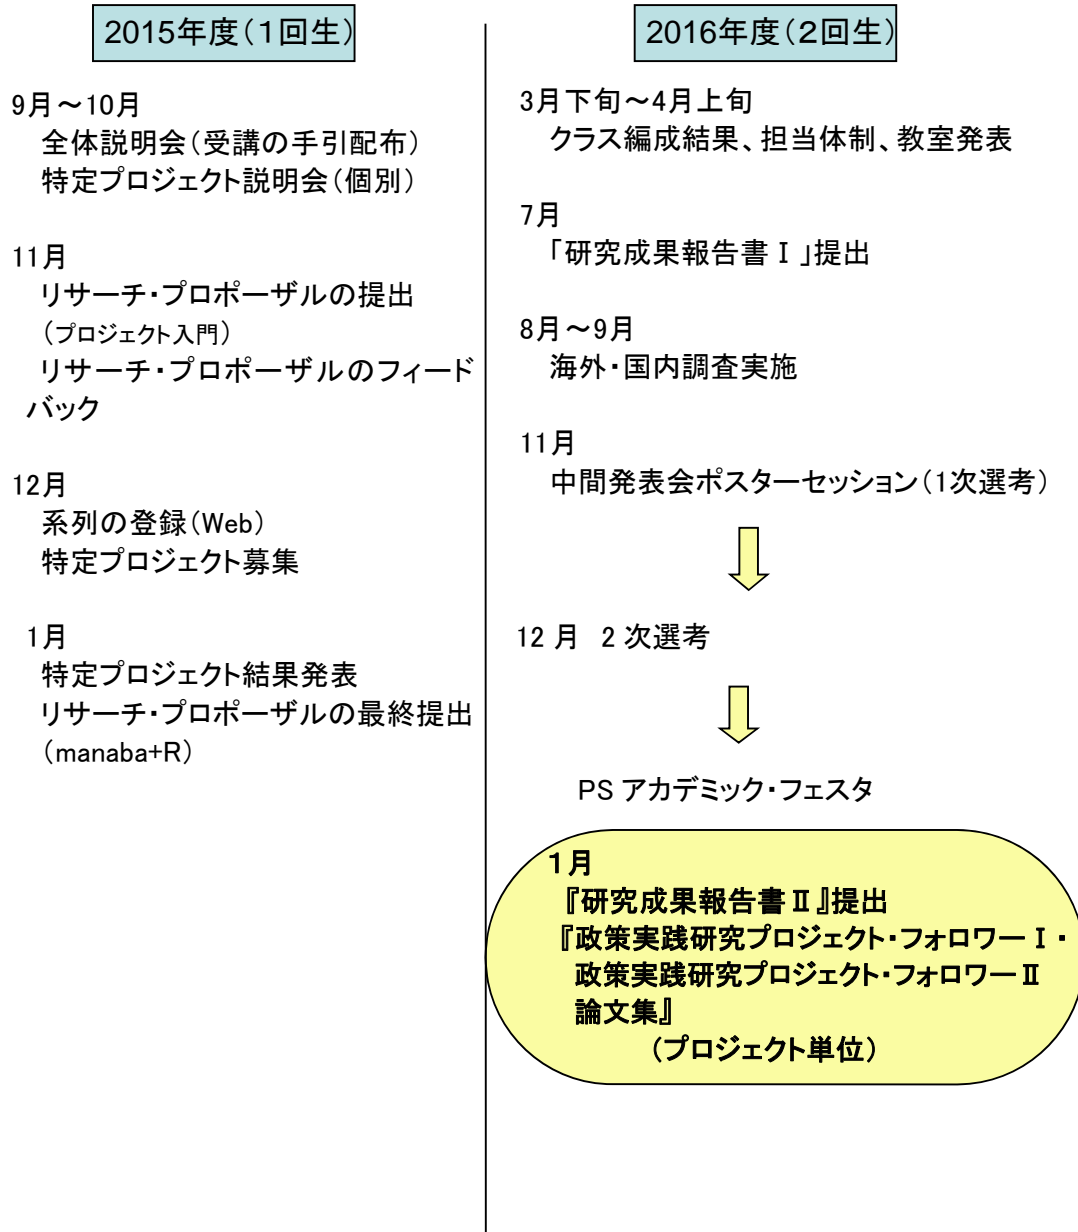 2015年度(1回生)
9月～10月
全体説明会(受講の手引配布)
特定プロジェクト説明会(個別)
11月
リサーチ・プロポーザルの提出
(プロジェクト入門)
リサーチ・プロポーザルのフィード
バック
12月
系列の登録(Web)
特定プロジェクト募集
1月
特定プロジェクト結果発表
リサーチ・プロポーザルの最終提出
(manaba+R)
2016年度(2回生)
3月下旬～4月上旬
クラス編成結果、担当体制、教室発表
7月
「研究成果報告書Ⅰ」提出
8月～9月
海外・国内調査実施
11月
中間発表会ポスターセッション(1次選考)
12月 2次選考
PSアカデミック・フェスタ
1月
『研究成果報告書Ⅱ』提出
『政策実践研究プロジェクト・フォロワーⅠ・
政策実践研究プロジェクト・フォロワーⅡ
論文集』
(プロジェクト単位)